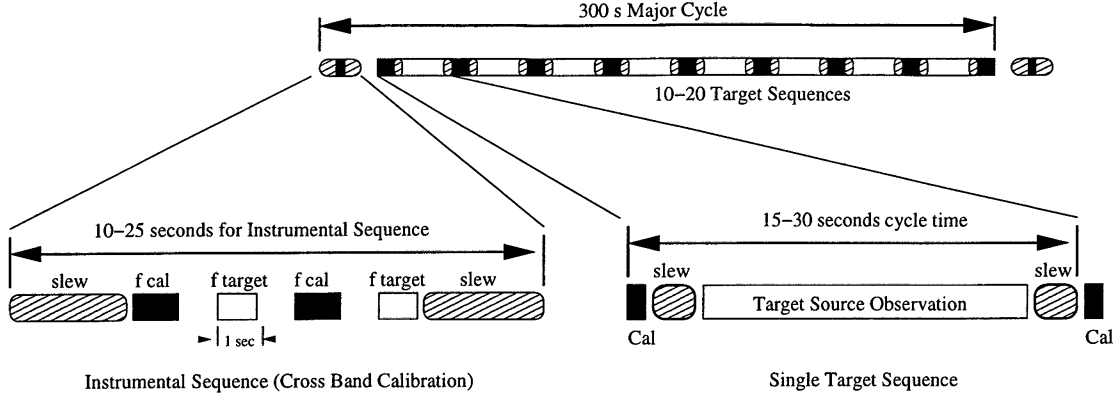 300 s Major Cycle
10–20 Target Sequences
10–25 seconds for Instrumental Sequence
slew f cal f target f cal f target slew
1 sec
Instrumental Sequence (Cross Band Calibration)
15–30 seconds cycle time
slew slew
Target Source Observation
Cal Cal
Single Target Sequence